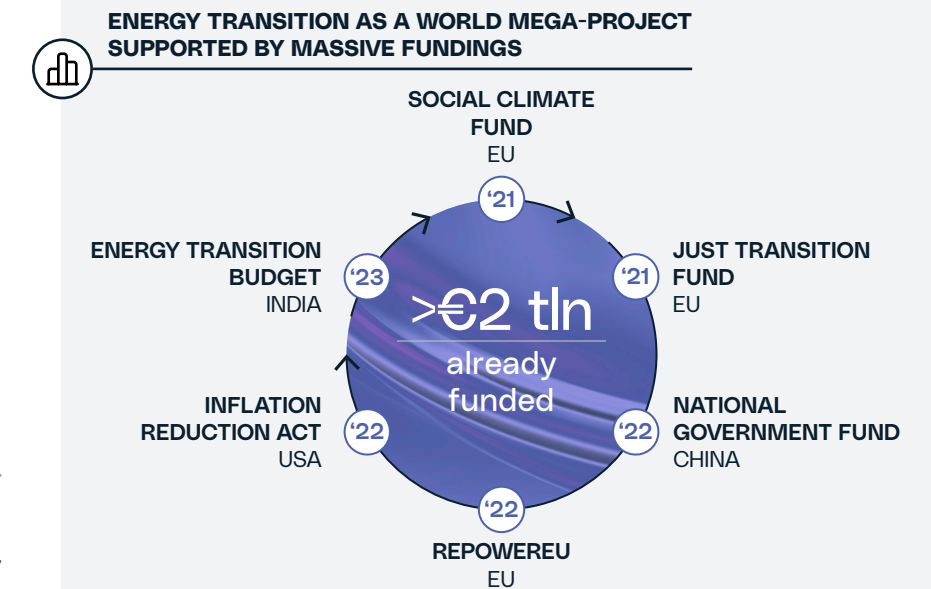 ENERGY TRANSITION AS A WORLD MEGA-PROJECT
SUPPORTED BY MASSIVE FUNDINGS
SOCIAL CLIMATE
FUND
EU
‘21
JUST TRANSITION
FUND
EU
‘21
NATIONAL
GOVERNMENT FUND
CHINA
‘22
REPOWEREU
EU
‘22
INFLATION
REDUCTION ACT
USA
‘22
ENERGY TRANSITION
BUDGET
INDIA
‘23
>€2 tln
already
funded